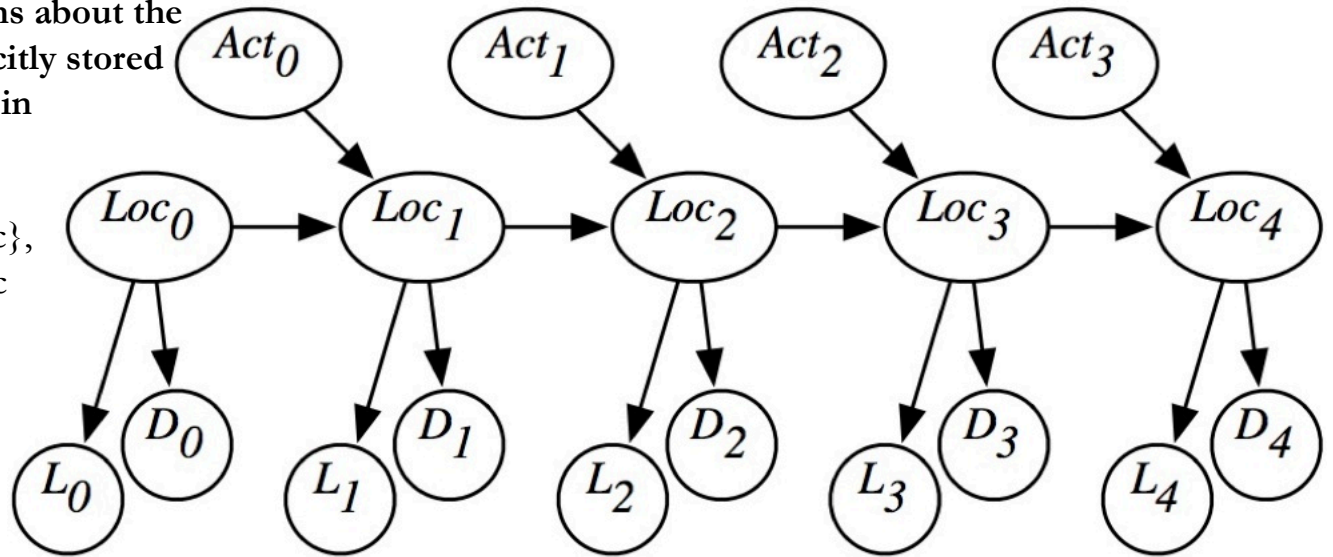 ns about the
citly stored
in
c},
c
Act0 Act1 Act2 Act3
Loc0 Loc1 Loc2 Loc3 Loc4
D0 D1 D2 D3 D4
L0 L1 L2 L3 L4